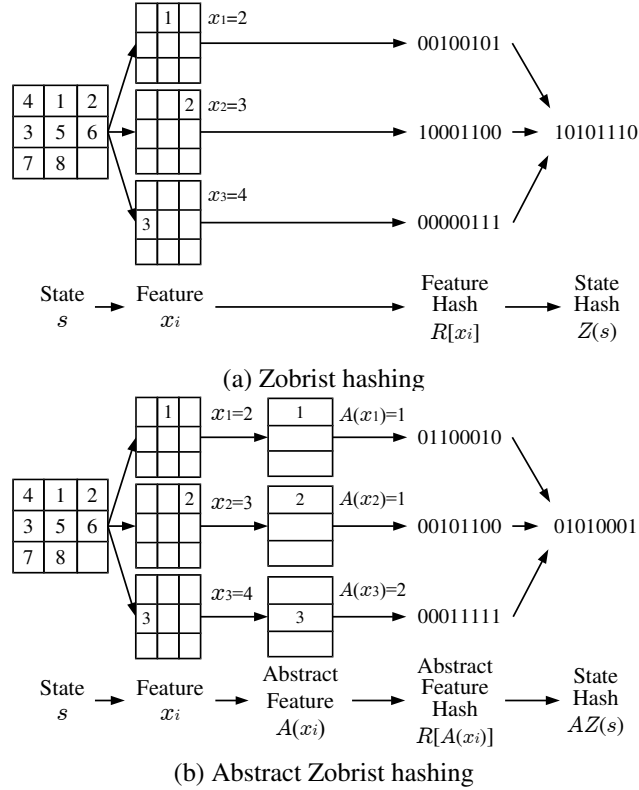 1
x1=2
00100101
4 1 2
3 5 6
7 8
2
x2=3
10001100
10101110
3
x3=4
00000111
State
s
Feature
xi
Feature
Hash
R[xi]
State
Hash
Z(s)
(a) Zobrist hashing
1
x1=2
1
A(x1)=1
01100010
4 1 2
3 5 6
7 8
2
x2=3
2
A(x2)=1
00101100
01010001
3
x3=4
3
A(x3)=2
00011111
State
s
Feature
xi
Abstract
Feature
A(xi)
Abstract
Feature
Hash
R[A(xi)]
State
Hash
AZ(s)
(b) Abstract Zobrist hashing